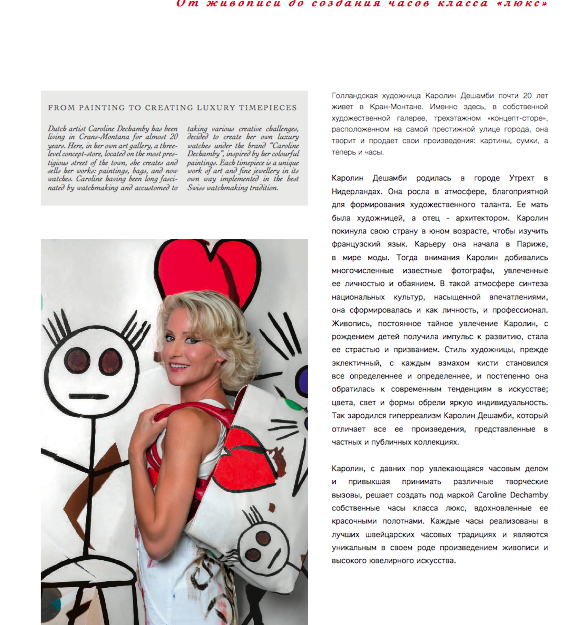 От живописи до создания часов класса «люкс»
FROM PAINTING TO CREATING LUXURY TIMEPIECES
Dutch artist Caroline Dechamby has been
living in Crans-Montana for almost 20
years. Here, in her own art gallery, a three-
level concept-store, located on the most pres-
tigious street of the town, she creates and
sells her works: paintings, bags, and now
watches. Caroline having been long fasci-
nated by watchmaking and accustomed to
taking various creative challenges,
decided to create her own luxury
watches under the brand "Caroline
Dechamby", inspired by her colourful
paintings. Each timepiece is a unique
work of art and fine jewellery in its
own way implemented in the best
Swiss watchmaking tradition.
Голландская художница Каролин Дешамби почти 20 лет
живет в Кран-Монтане. Именно здесь, в собственной
художественной галерее, трехэтажном «концепт-сторе»,
расположенном на самой престижной улице города, она
творит и продает свои произведения: картины, сумки, а
теперь и часы.
Каролин Дешамби родилась в городе Утрехт в
Нидерландах. Она росла в атмосфере, благоприятной
для формирования художественного таланта. Ее мать
была художницей, а отец - архитектором. Каролин
покинула свою страну в юном возрасте, чтобы изучить
французский язык. Карьеру она начала в Париже,
в мире моды. Тогда внимания Каролин добивались
многочисленные известные фотографы, увлеченные
ее личностью и обаянием. В такой атмосфере синтеза
национальных культур, насыщенной впечатлениями,
она сформировалась и как личность, и профессионал.
Живопись, постоянное тайное увлечение Каролин, с
рождением детей получила импульс к развитию, стала
ее страстью и призванием. Стиль художницы, прежде
эклектичный, с каждым взмахом кисти становился
все определеннее и определеннее, и постепенно она
обратилась к современным тенденциям в искусстве;
цвета, свет и формы обрели яркую индивидуальность.
Так зародился гиперреализм Каролин Дешамби, который
отличает все ее произведения, представленные в
частных и публичных коллекциях.
Каролин, с давних пор увлекающаяся часовым делом
и привыкшая принимать различные творческие
вызовы, решает создать под маркой Caroline Dechamby
собственные часы класса люкс, вдохновленные ее
красочными полотнами. Каждые часы реализованы в
лучших швейцарских часовых традициях и являются
уникальным в своем роде произведением живописи и
высокого ювелирного искусства.